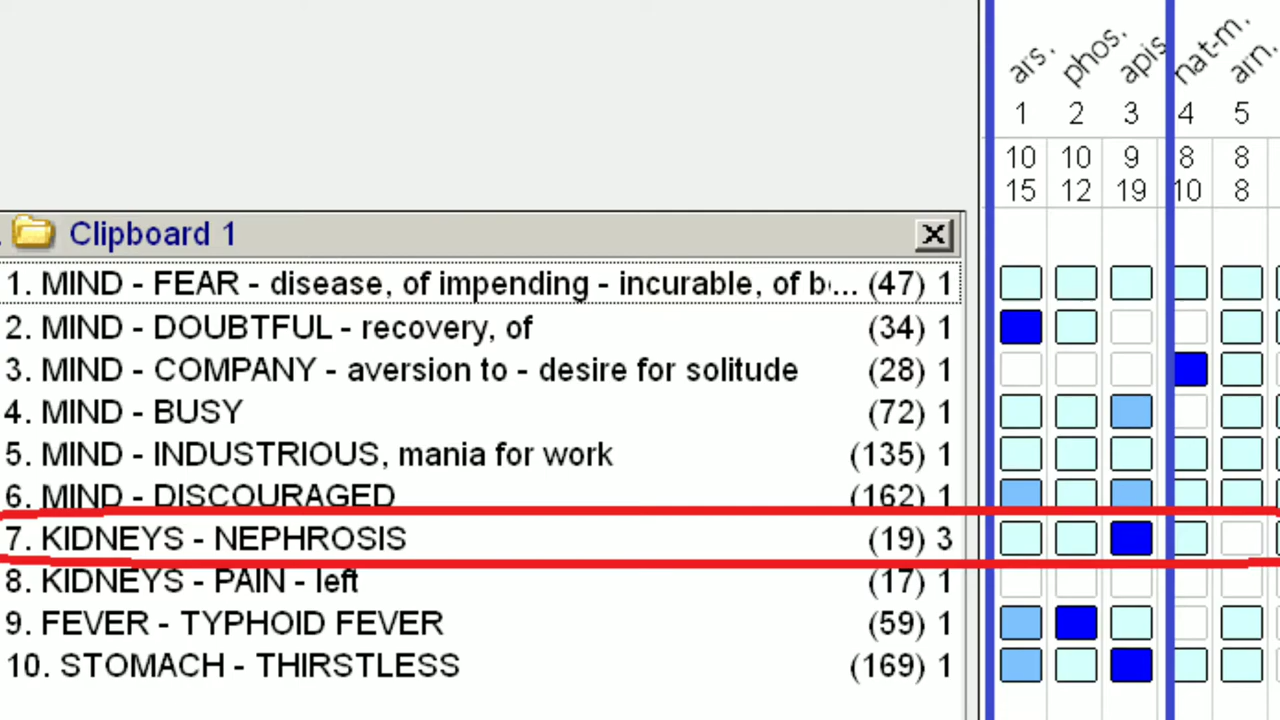 ars. phos. apis nat-m. arn.
1 2 3 4 5
10 10 9 8 8
15 12 19 10 8
Clipboard 1
1. MIND - FEAR - disease, of impending - incurable, of b... (47) 1
2. MIND - DOUBTFUL - recovery, of (34) 1
3. MIND - COMPANY - aversion to - desire for solitude (28) 1
4. MIND - BUSY (72) 1
5. MIND - INDUSTRIOUS, mania for work (135) 1
6. MIND - DISCOURAGED (162) 1
7. KIDNEYS - NEPHROSIS (19) 3
8. KIDNEYS - PAIN - left (17) 1
9. FEVER - TYPHOID FEVER (59) 1
10. STOMACH - THIRSTLESS (169) 1